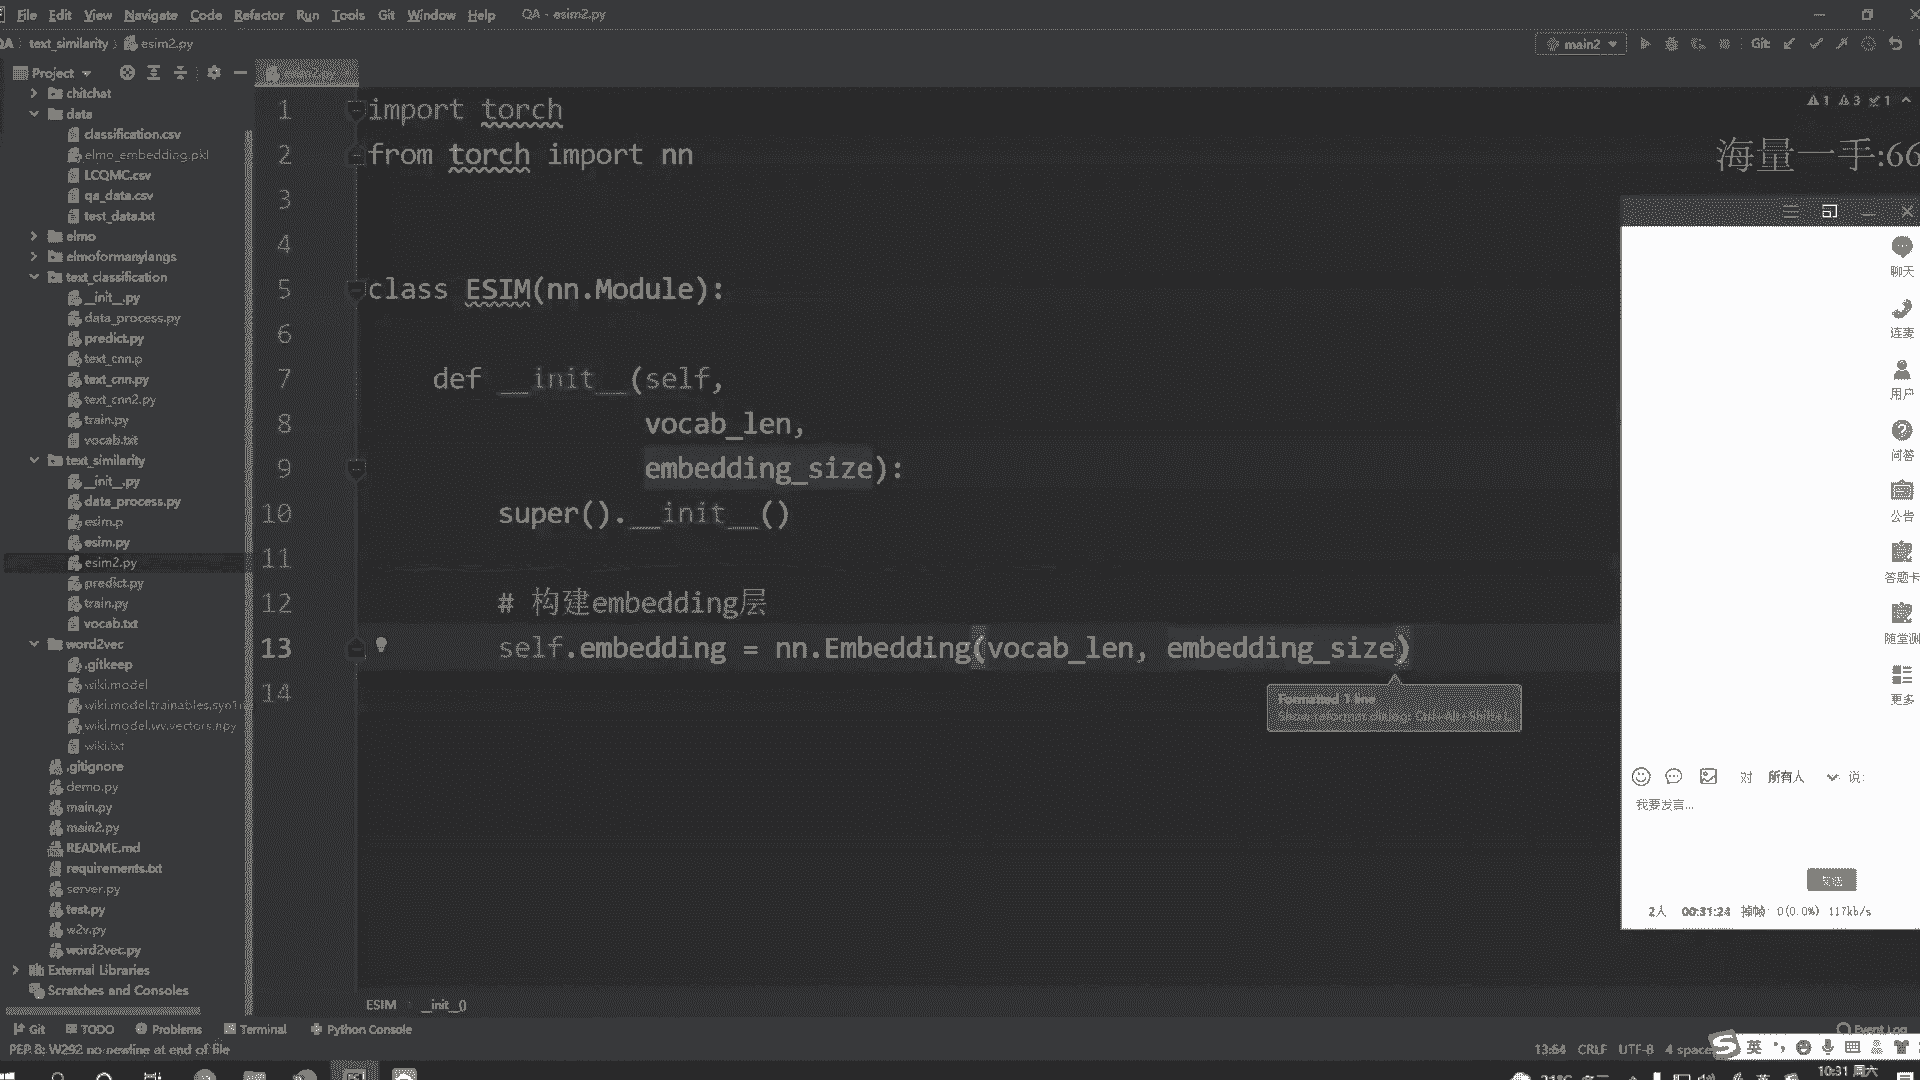 File Edit View Navigate Code Refactor Run Tools Git Window Help QA - esim2.py
QA text_similarity esim2.py
main2 Git:
Project
esim2.py
chitchat
data
classification.csv
elmo_embedding.pkl
LCQMC.csv
qa_data.csv
test_data.txt
elmo
elmoformanylangs
text_classification
__init__.py
data_process.py
predict.py
text_cnn.p
text_cnn.py
text_cnn2.py
train.py
vocab.txt
text_similarity
__init__.py
data_process.py
esim.p
esim.py
esim2.py
predict.py
train.py
vocab.txt
word2vec
.gitkeep
wiki.model
wiki.model.trainables.syn1n
wiki.model.wv.vectors.npy
wiki.txt
.gitignore
demo.py
main.py
main2.py
README.md
requirements.txt
server.py
test.py
w2v.py
word2vec.py
External Libraries
Scratches and Consoles
1 import torch
2 from torch import nn
3
4
5 class ESIM(nn.Module):
6
7 def __init__(self,
8 vocab_len,
9 embedding_size):
10 super().__init__()
11
12 # 构建embedding层
13 self.embedding = nn.Embedding(vocab_len, embedding_size)
14
Formatted 1 line
Show reformat dialog: Ctrl+Alt+Shift+L
1 3 1
海量一手:66
聊天
连麦
用户
问答
公告
答题卡
随堂测
更多
对 所有人 说:
我要发言...
发送
2人 00:31:24 掉帧: 0(0.0%) 117kb/s
ESIM __init__()
Git TODO Problems Terminal Python Console Event Log
PEP 8: W292 no newline at end of file
13:64 CRLF UTF-8 4 spaces
英
10:31 周六